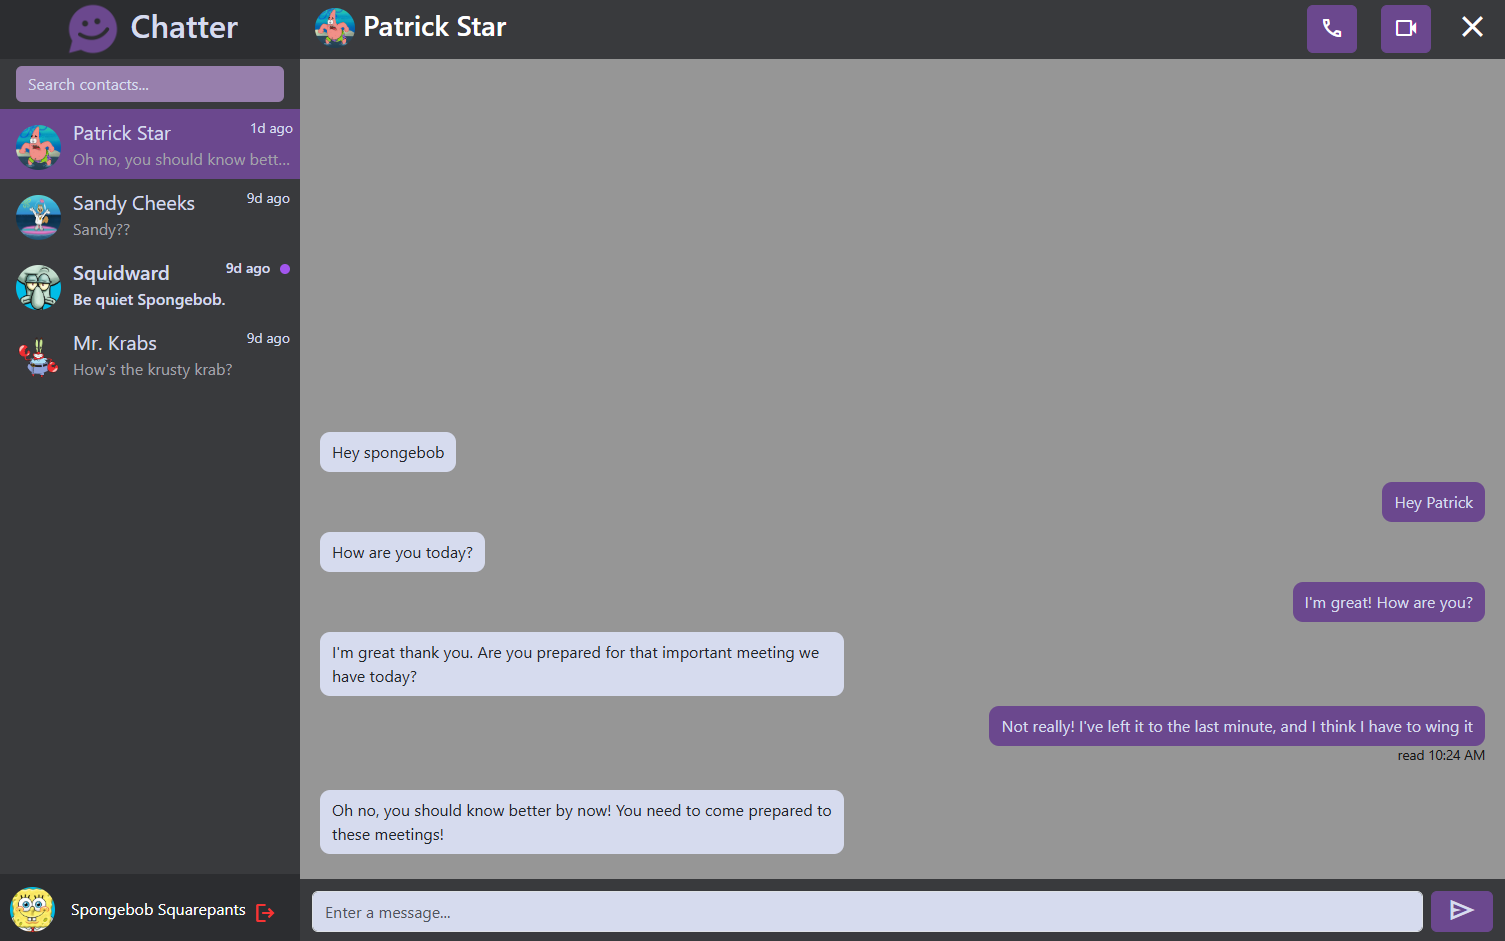 Chatter
Search contacts...
Patrick Star
1d ago
Oh no, you should know bett...
Sandy Cheeks
9d ago
Sandy??
Squidward
9d ago
Be quiet Spongebob.
Mr. Krabs
9d ago
How's the krusty krab?
Spongebob Squarepants
Patrick Star
Hey spongebob
Hey Patrick
How are you today?
I'm great! How are you?
I'm great thank you. Are you prepared for that important meeting we
have today?
Not really! I've left it to the last minute, and I think I have to wing it
read 10:24 AM
Oh no, you should know better by now! You need to come prepared to
these meetings!
Enter a message...